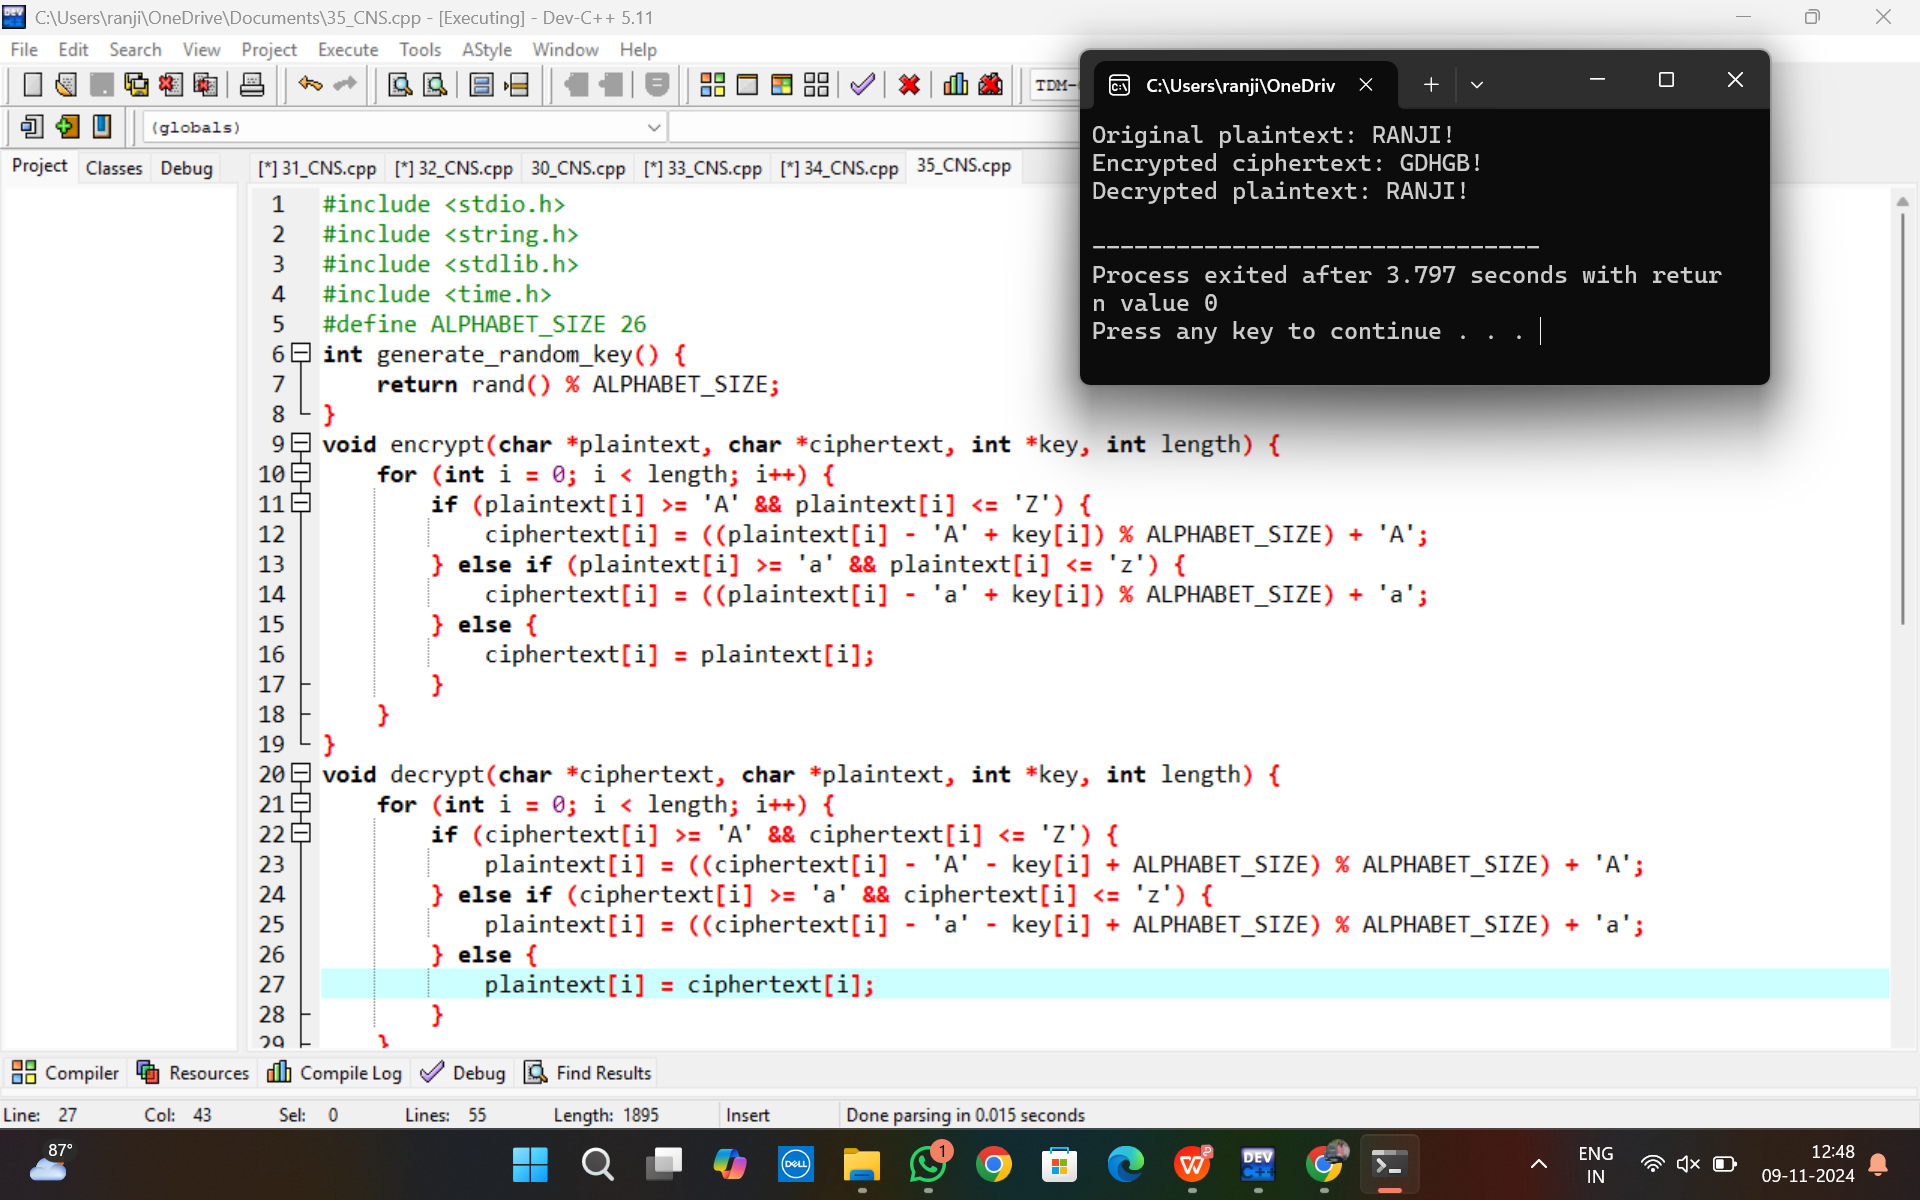 C:\Users\ranji\OneDrive\Documents\35_CNS.cpp - [Executing] - Dev-C++ 5.11
File Edit Search View Project Execute Tools AStyle Window Help
TDM-
(globals)
Project Classes Debug
[*] 31_CNS.cpp [*] 32_CNS.cpp 30_CNS.cpp [*] 33_CNS.cpp [*] 34_CNS.cpp 35_CNS.cpp
1 #include <stdio.h>
2 #include <string.h>
3 #include <stdlib.h>
4 #include <time.h>
5 #define ALPHABET_SIZE 26
6 int generate_random_key() {
7 return rand() % ALPHABET_SIZE;
8 }
9 void encrypt(char *plaintext, char *ciphertext, int *key, int length) {
10 for (int i = 0; i < length; i++) {
11 if (plaintext[i] >= 'A' && plaintext[i] <= 'Z') {
12 ciphertext[i] = ((plaintext[i] - 'A' + key[i]) % ALPHABET_SIZE) + 'A';
13 } else if (plaintext[i] >= 'a' && plaintext[i] <= 'z') {
14 ciphertext[i] = ((plaintext[i] - 'a' + key[i]) % ALPHABET_SIZE) + 'a';
15 } else {
16 ciphertext[i] = plaintext[i];
17 }
18 }
19 }
20 void decrypt(char *ciphertext, char *plaintext, int *key, int length) {
21 for (int i = 0; i < length; i++) {
22 if (ciphertext[i] >= 'A' && ciphertext[i] <= 'Z') {
23 plaintext[i] = ((ciphertext[i] - 'A' - key[i] + ALPHABET_SIZE) % ALPHABET_SIZE) + 'A';
24 } else if (ciphertext[i] >= 'a' && ciphertext[i] <= 'z') {
25 plaintext[i] = ((ciphertext[i] - 'a' - key[i] + ALPHABET_SIZE) % ALPHABET_SIZE) + 'a';
26 } else {
27 plaintext[i] = ciphertext[i];
28 }
29 }
C:\Users\ranji\OneDriv
Original plaintext: RANJI!
Encrypted ciphertext: GDHGB!
Decrypted plaintext: RANJI!
--------------------------------
Process exited after 3.797 seconds with retur
n value 0
Press any key to continue . . .
Compiler Resources Compile Log Debug Find Results
Line: 27 Col: 43 Sel: 0 Lines: 55 Length: 1895 Insert Done parsing in 0.015 seconds
87°
DELL
1
DEV
C++
ENG
IN
12:48
09-11-2024